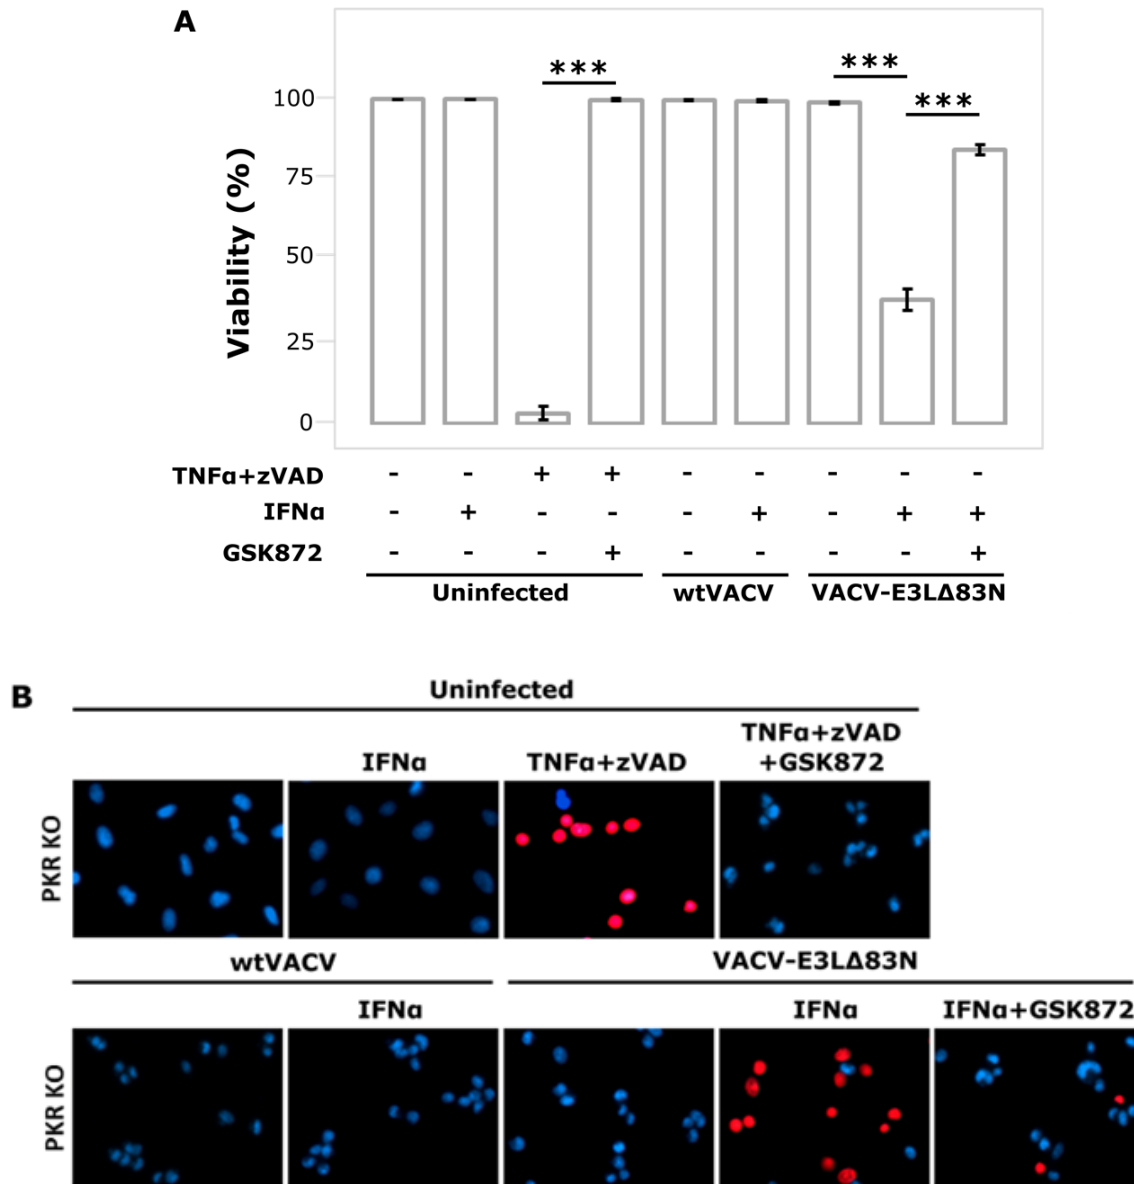 A
*** ***
***
100
75
50
25
0
Viability (%)
TNFα+zVAD - - + + - - - - -
IFNα - + - - - + - + +
GSK872 - - - + - - - - +
Uninfected wtVACV VACV-E3LΔ83N
B
Uninfected
IFNα TNFα+zVAD TNFα+zVAD
+GSK872
PKR KO
wtVACV VACV-E3LΔ83N
IFNα IFNα IFNα+GSK872
PKR KO